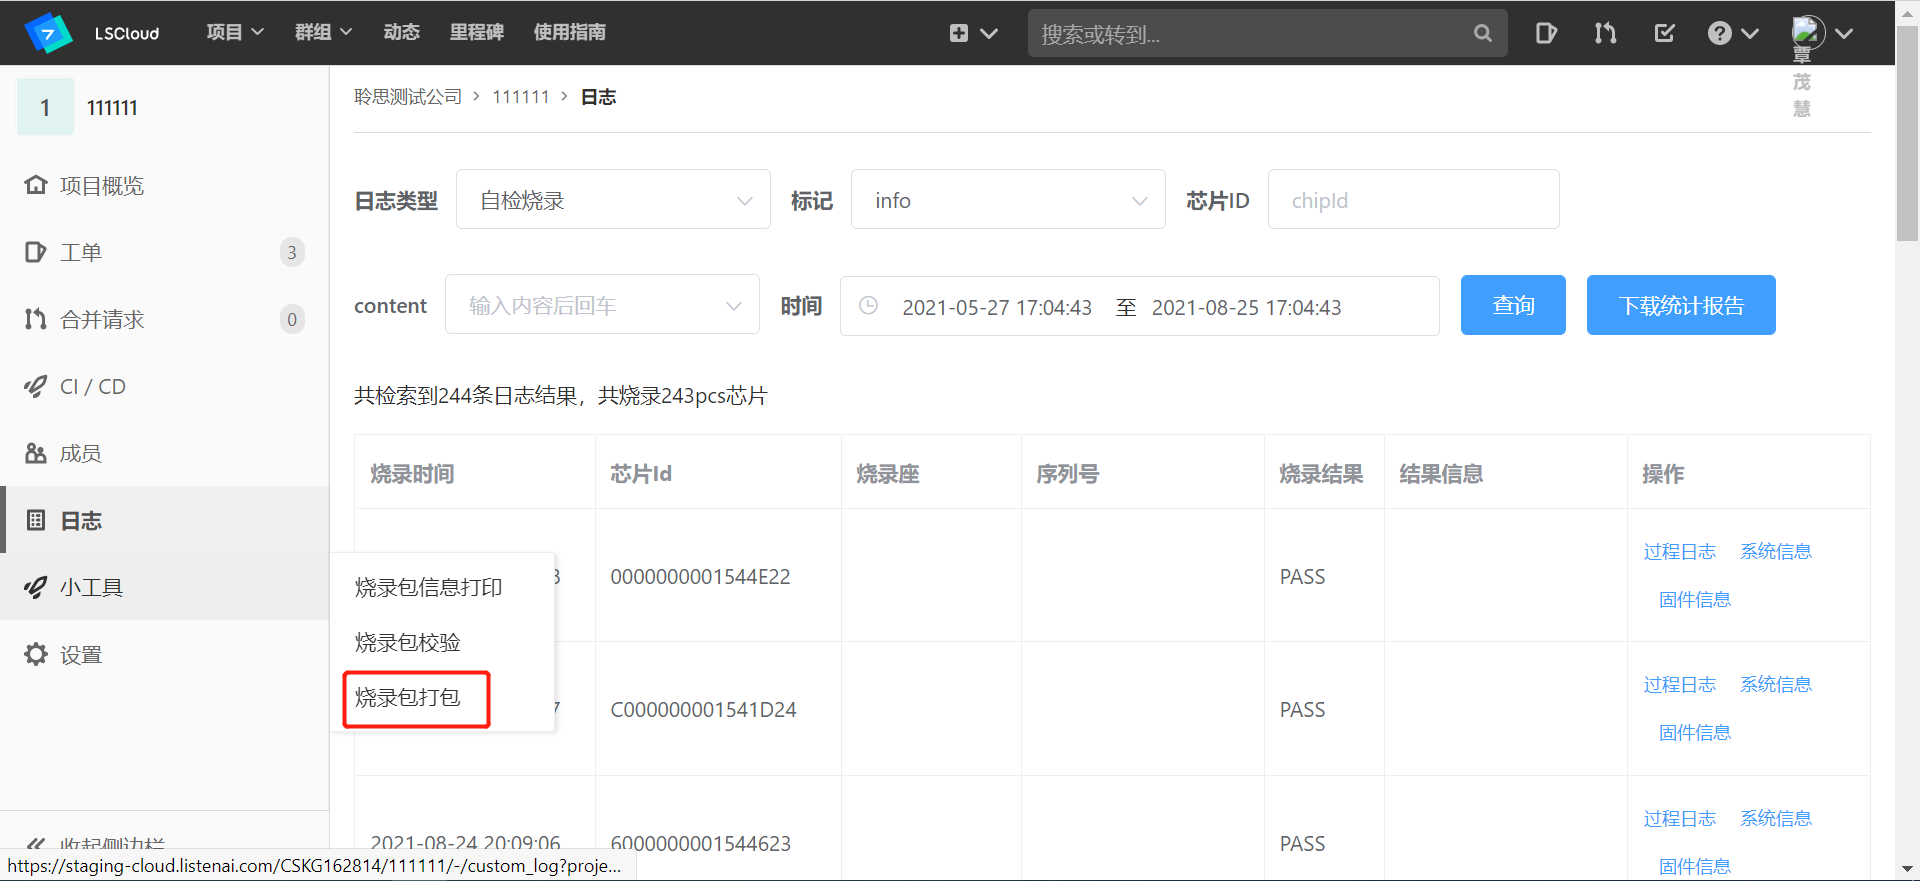 LSCloud 项目 群组 动态 里程碑 使用指南 搜索或转到...
覃
茂
慧
1 111111
聆思测试公司 › 111111 › 日志
项目概览
工单 3
合并请求 0
CI / CD
成员
日志
小工具
设置
收起侧边栏
日志类型 自检烧录 标记 info 芯片ID chipId
content 输入内容后回车 时间 2021-05-27 17:04:43 至 2021-08-25 17:04:43 查询 下载统计报告
共检索到244条日志结果，共烧录243pcs芯片
烧录时间 芯片Id 烧录座 序列号 烧录结果 结果信息 操作
烧录包信息打印
烧录包校验
烧录包打包
0000000001544E22 PASS 过程日志 系统信息
固件信息
C000000001541D24 PASS 过程日志 系统信息
固件信息
2021-08-24 20:09:06 6000000001544623 PASS 过程日志 系统信息
固件信息
https://staging-cloud.listenai.com/CSKG162814/111111/-/custom_log?proje...